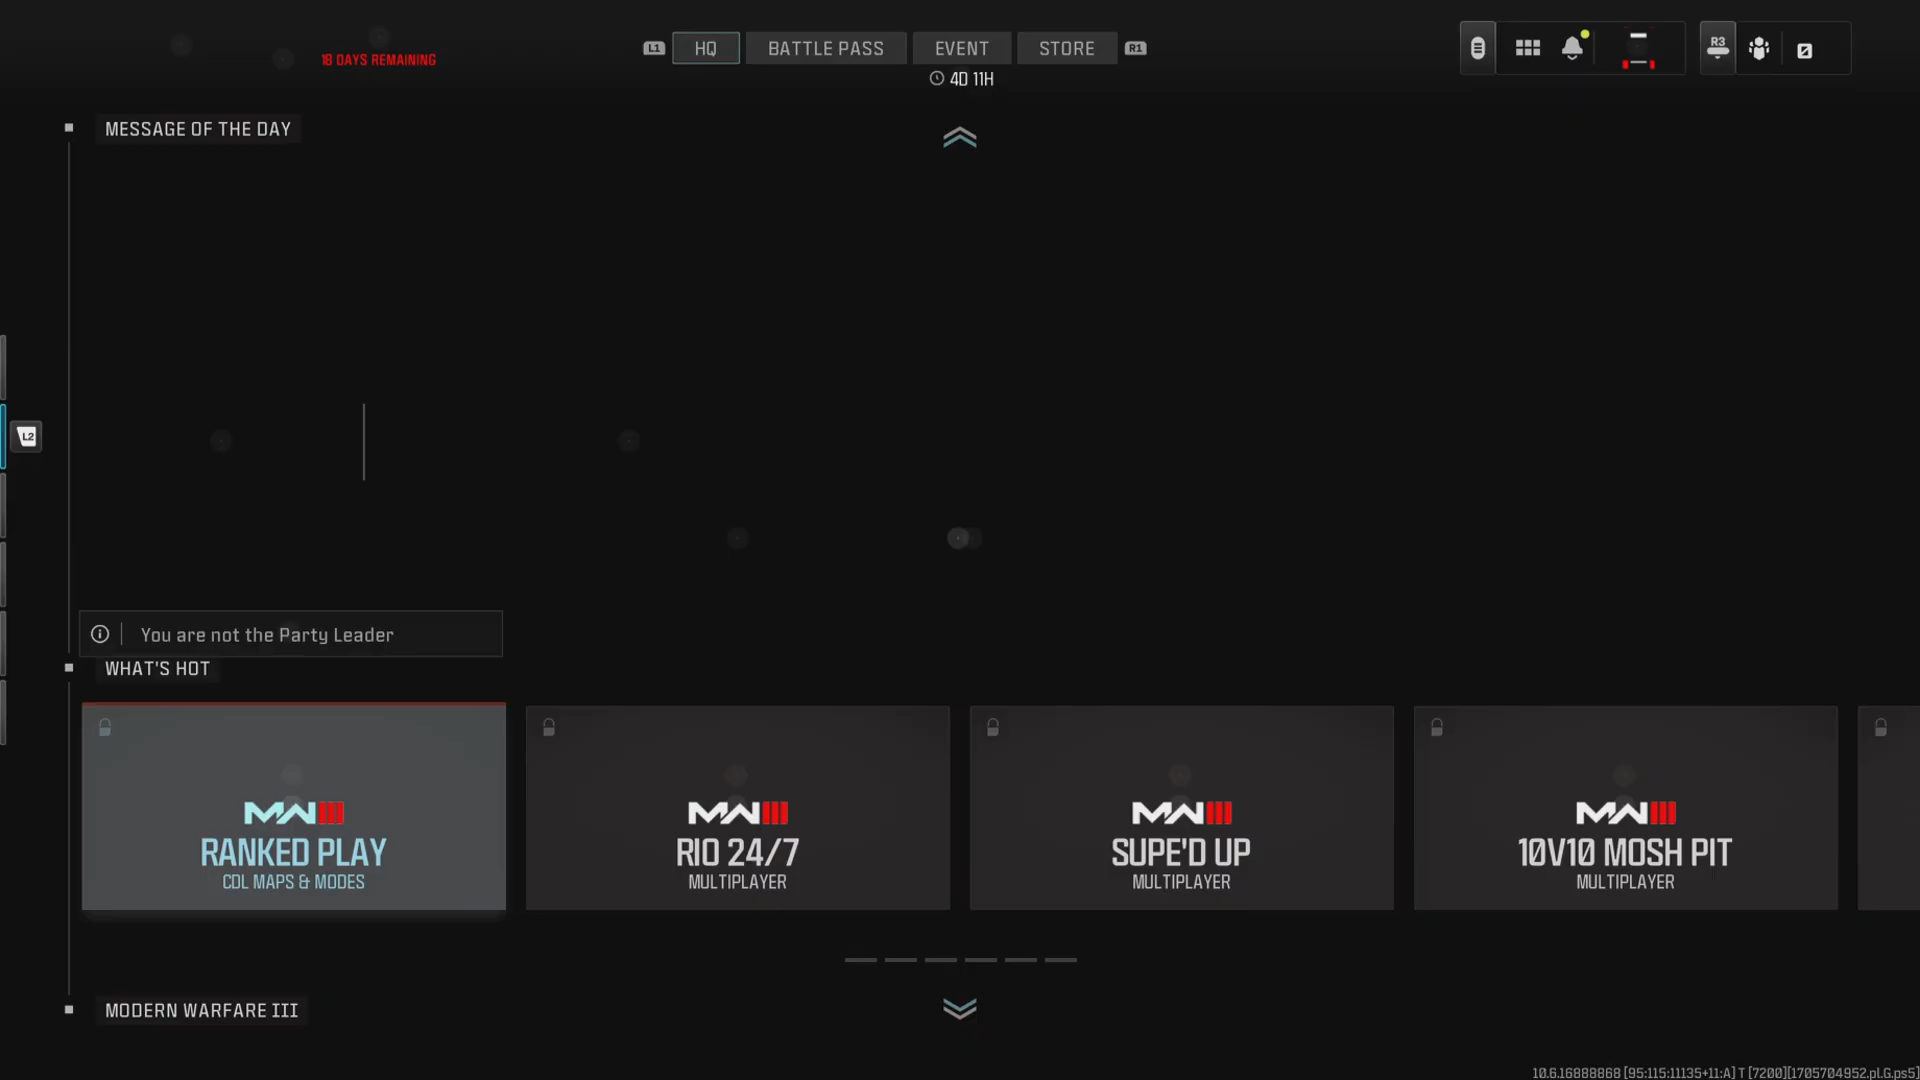 18 DAYS REMAINING
L1
HQ
BATTLE PASS
EVENT
STORE
R1
4D 11H
R3
0
MESSAGE OF THE DAY
L2
You are not the Party Leader
WHAT'S HOT
MWIII
RANKED PLAY
CDL MAPS & MODES
MWIII
RIO 24/7
MULTIPLAYER
MWIII
SUPE'D UP
MULTIPLAYER
MWIII
10V10 MOSH PIT
MULTIPLAYER
MODERN WARFARE III
10.6.16888868 [95:115:11135+11:A] T [7200][1705704952.pl.G.ps5]